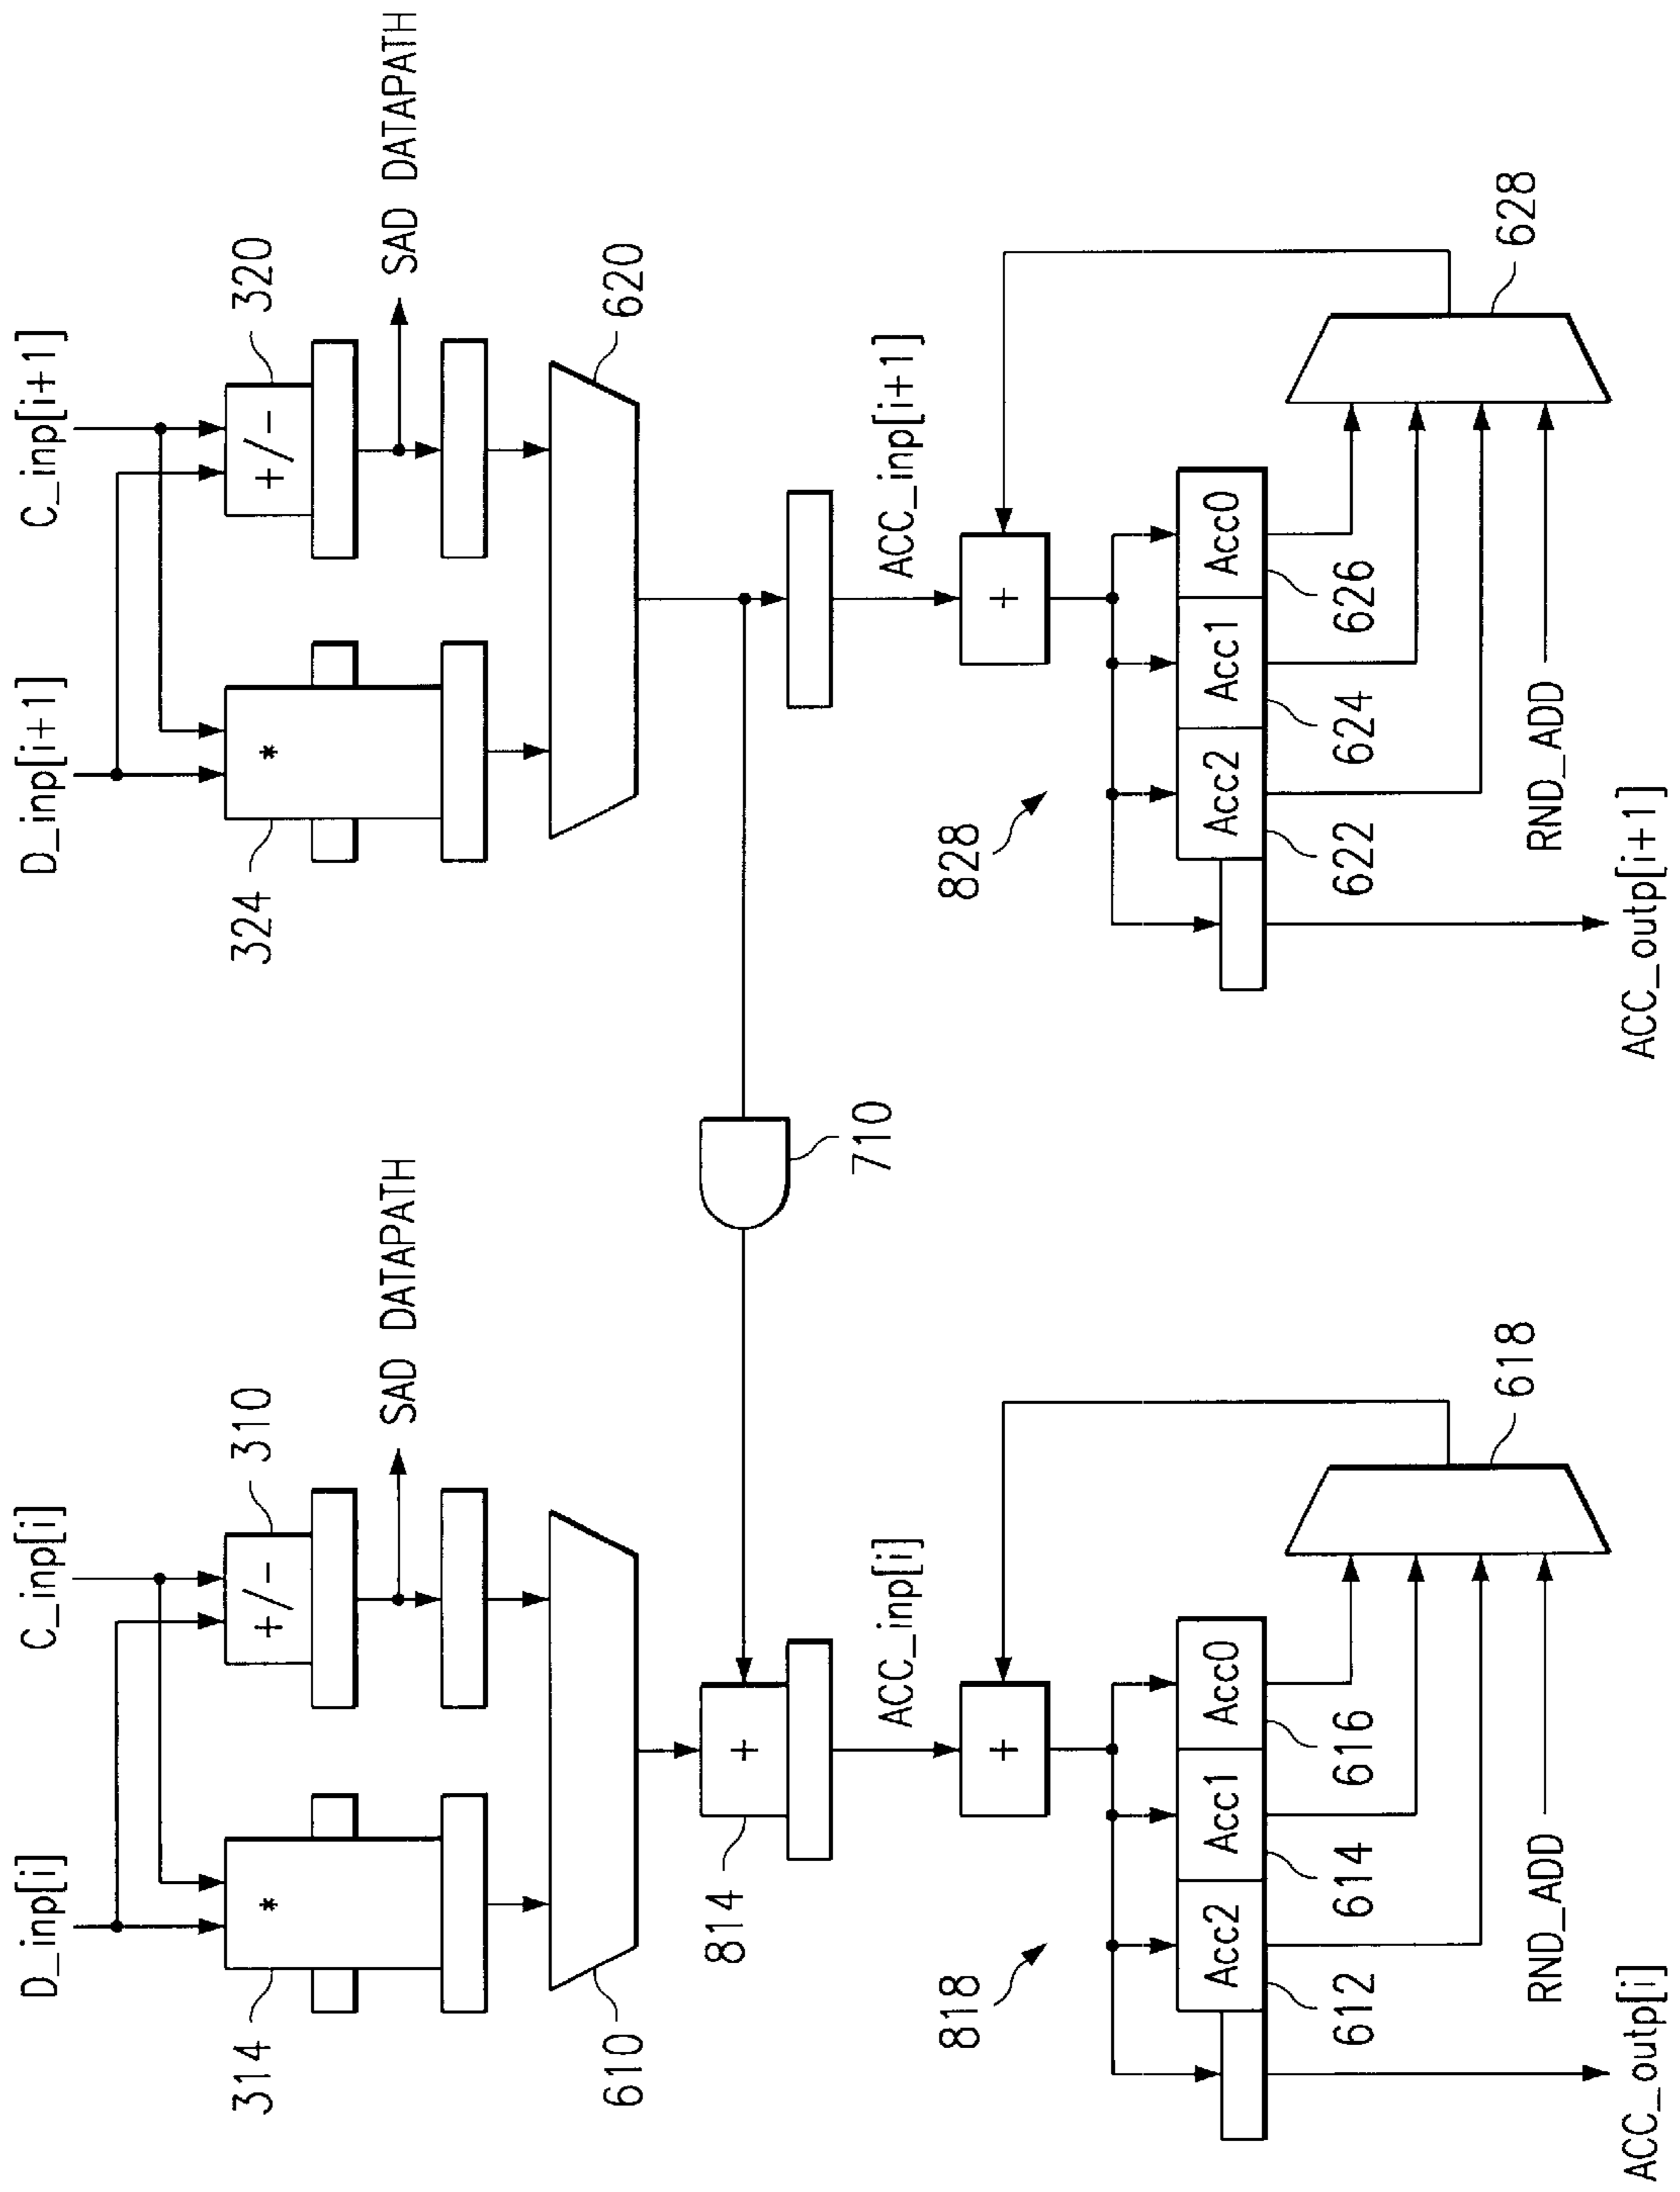 D_inp[i]
C_inp[i]
D_inp[i+1]
C_inp[i+1]
314
*
+/-
310
324
*
+/-
320
SAD DATAPATH
SAD DATAPATH
610
620
814
+
710
ACC_inp[i]
ACC_inp[i+1]
818
+
828
+
Acc2
Acc1
Acc0
Acc2
Acc1
Acc0
612
614
616
618
622
624
626
628
RND_ADD
RND_ADD
ACC_outp[i]
ACC_outp[i+1]